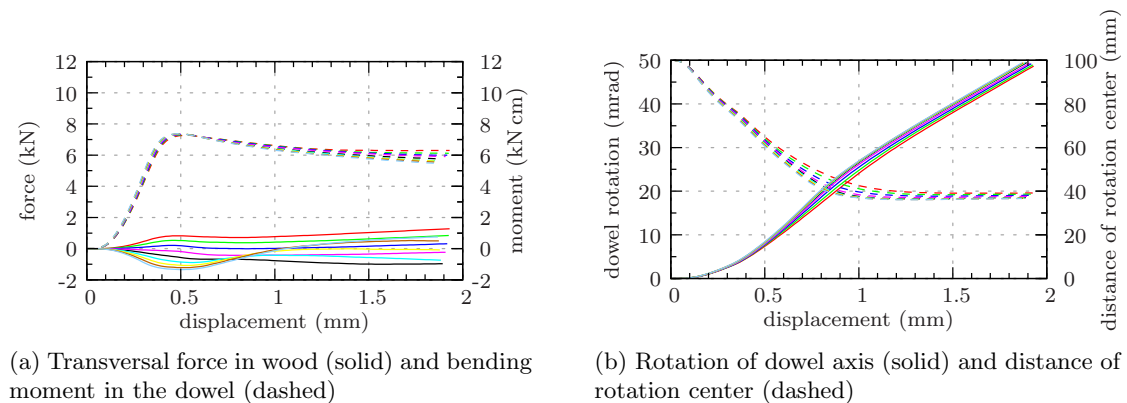 force (kN)
12
10
8
6
4
2
0
-2
12
10
8
6
4
2
0
-2
moment (kN cm)
0 0.5 1 1.5 2
displacement (mm)
(a) Transversal force in wood (solid) and bending
moment in the dowel (dashed)
dowel rotation (mrad)
50
40
30
20
10
0
100
80
60
40
20
0
distance of rotation center (mm)
0 0.5 1 1.5 2
displacement (mm)
(b) Rotation of dowel axis (solid) and distance of
rotation center (dashed)